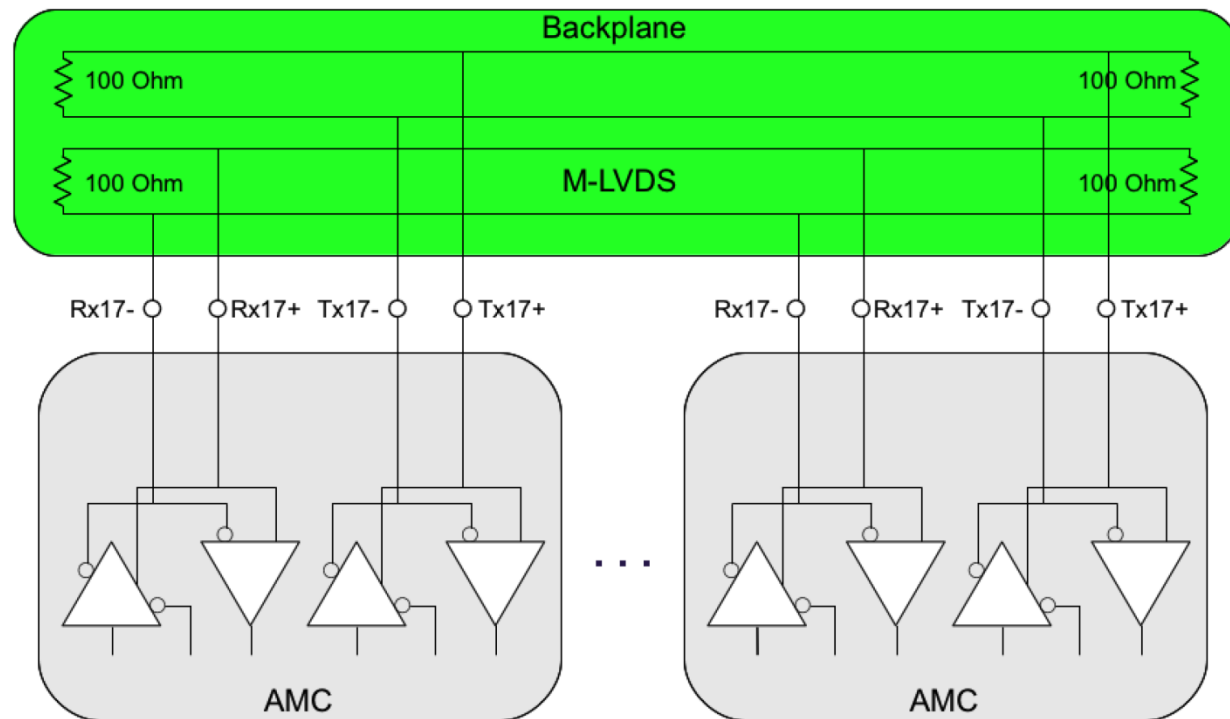 Backplane
100 Ohm
100 Ohm
100 Ohm
M-LVDS
100 Ohm
Rx17-
Rx17+
Tx17-
Tx17+
Rx17-
Rx17+
Tx17-
Tx17+
. . .
AMC
AMC